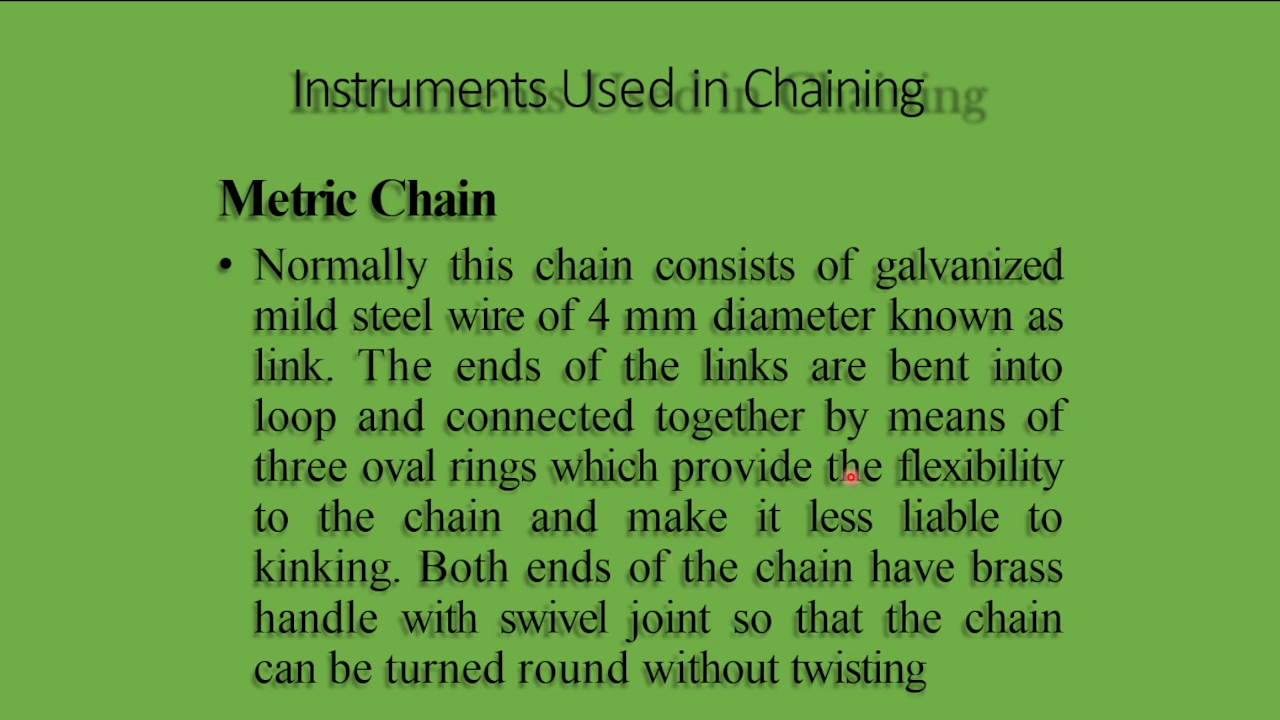 Instruments Used in Chaining
Metric Chain
• Normally this chain consists of galvanized
mild steel wire of 4 mm diameter known as
link. The ends of the links are bent into
loop and connected together by means of
three oval rings which provide the flexibility
to the chain and make it less liable to
kinking. Both ends of the chain have brass
handle with swivel joint so that the chain
can be turned round without twisting